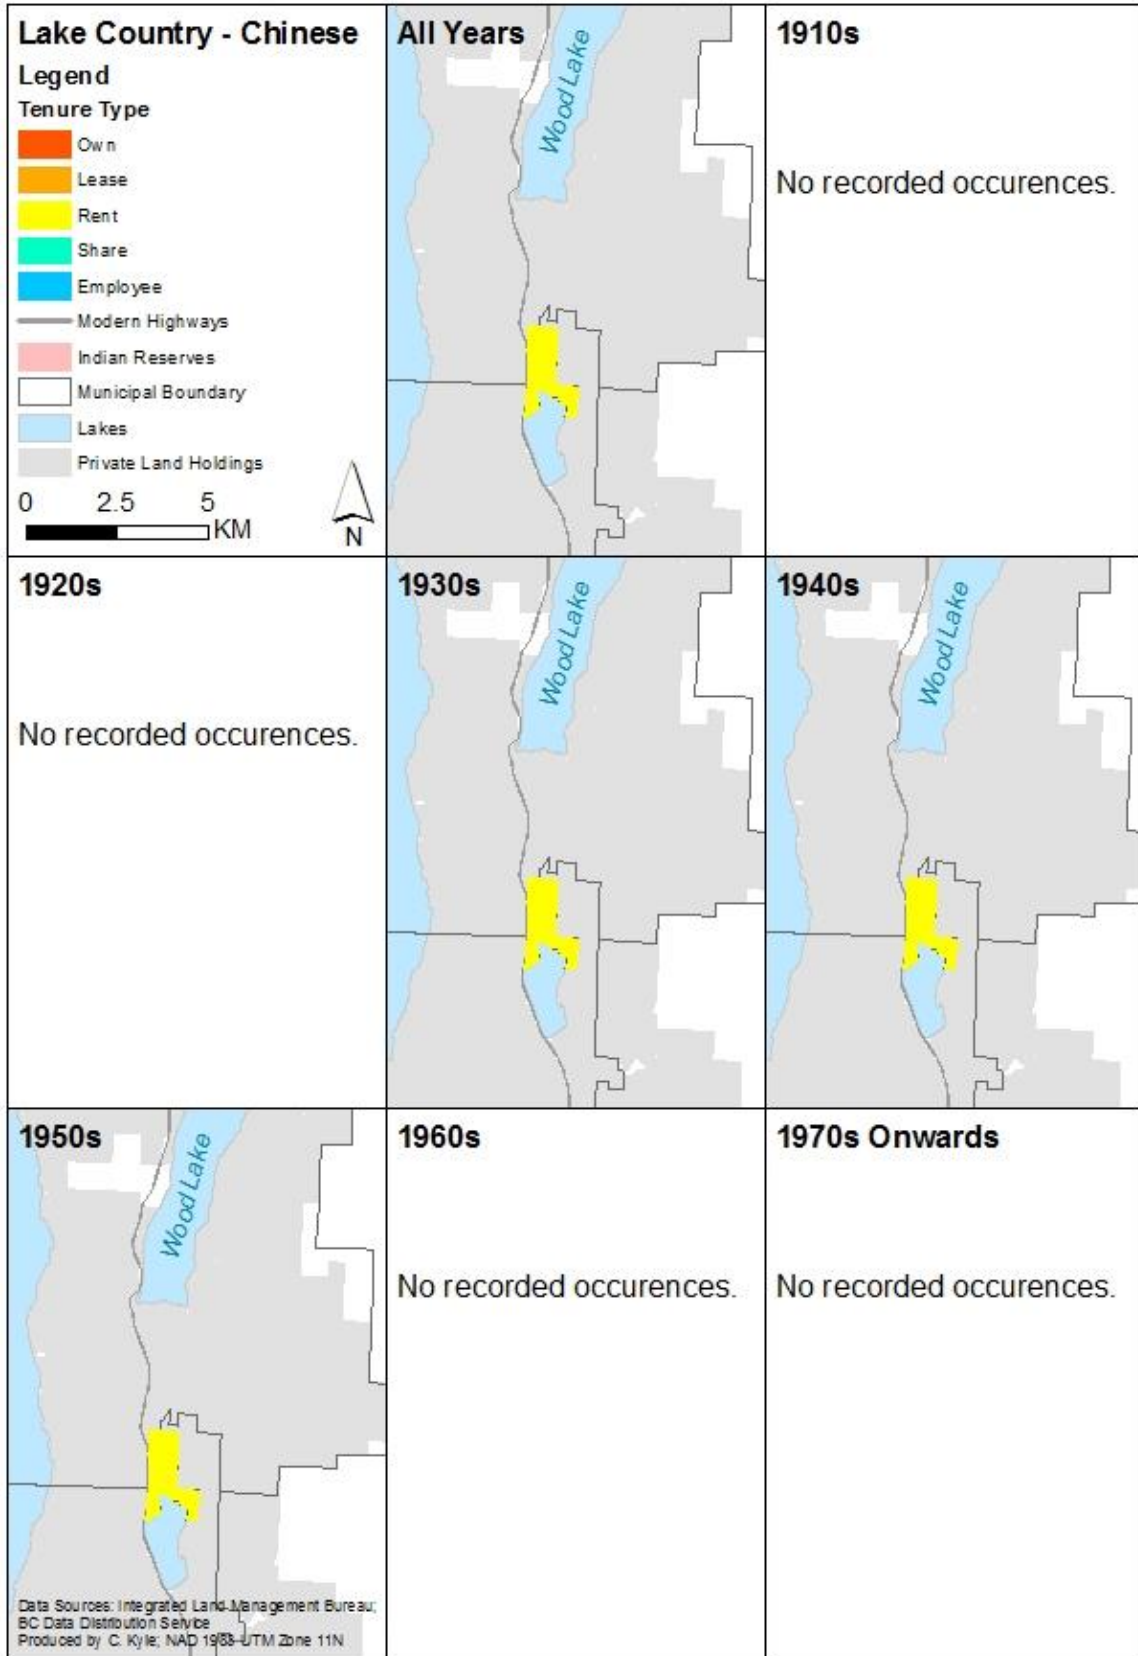 Lake Country - Chinese
Legend
Tenure Type
Own
Lease
Rent
Share
Employee
Modern Highways
Indian Reserves
Municipal Boundary
Lakes
Private Land Holdings
0 2.5 5
KM
N
All Years
Wood Lake
1910s
No recorded occurences.
1920s
No recorded occurences.
1930s
Wood Lake
1940s
Wood Lake
1950s
Wood Lake
Data Sources: Integrated Land Management Bureau;
BC Data Distribution Service
Produced by C. Kyle; NAD 1983 UTM Zone 11N
1960s
No recorded occurences.
1970s Onwards
No recorded occurences.